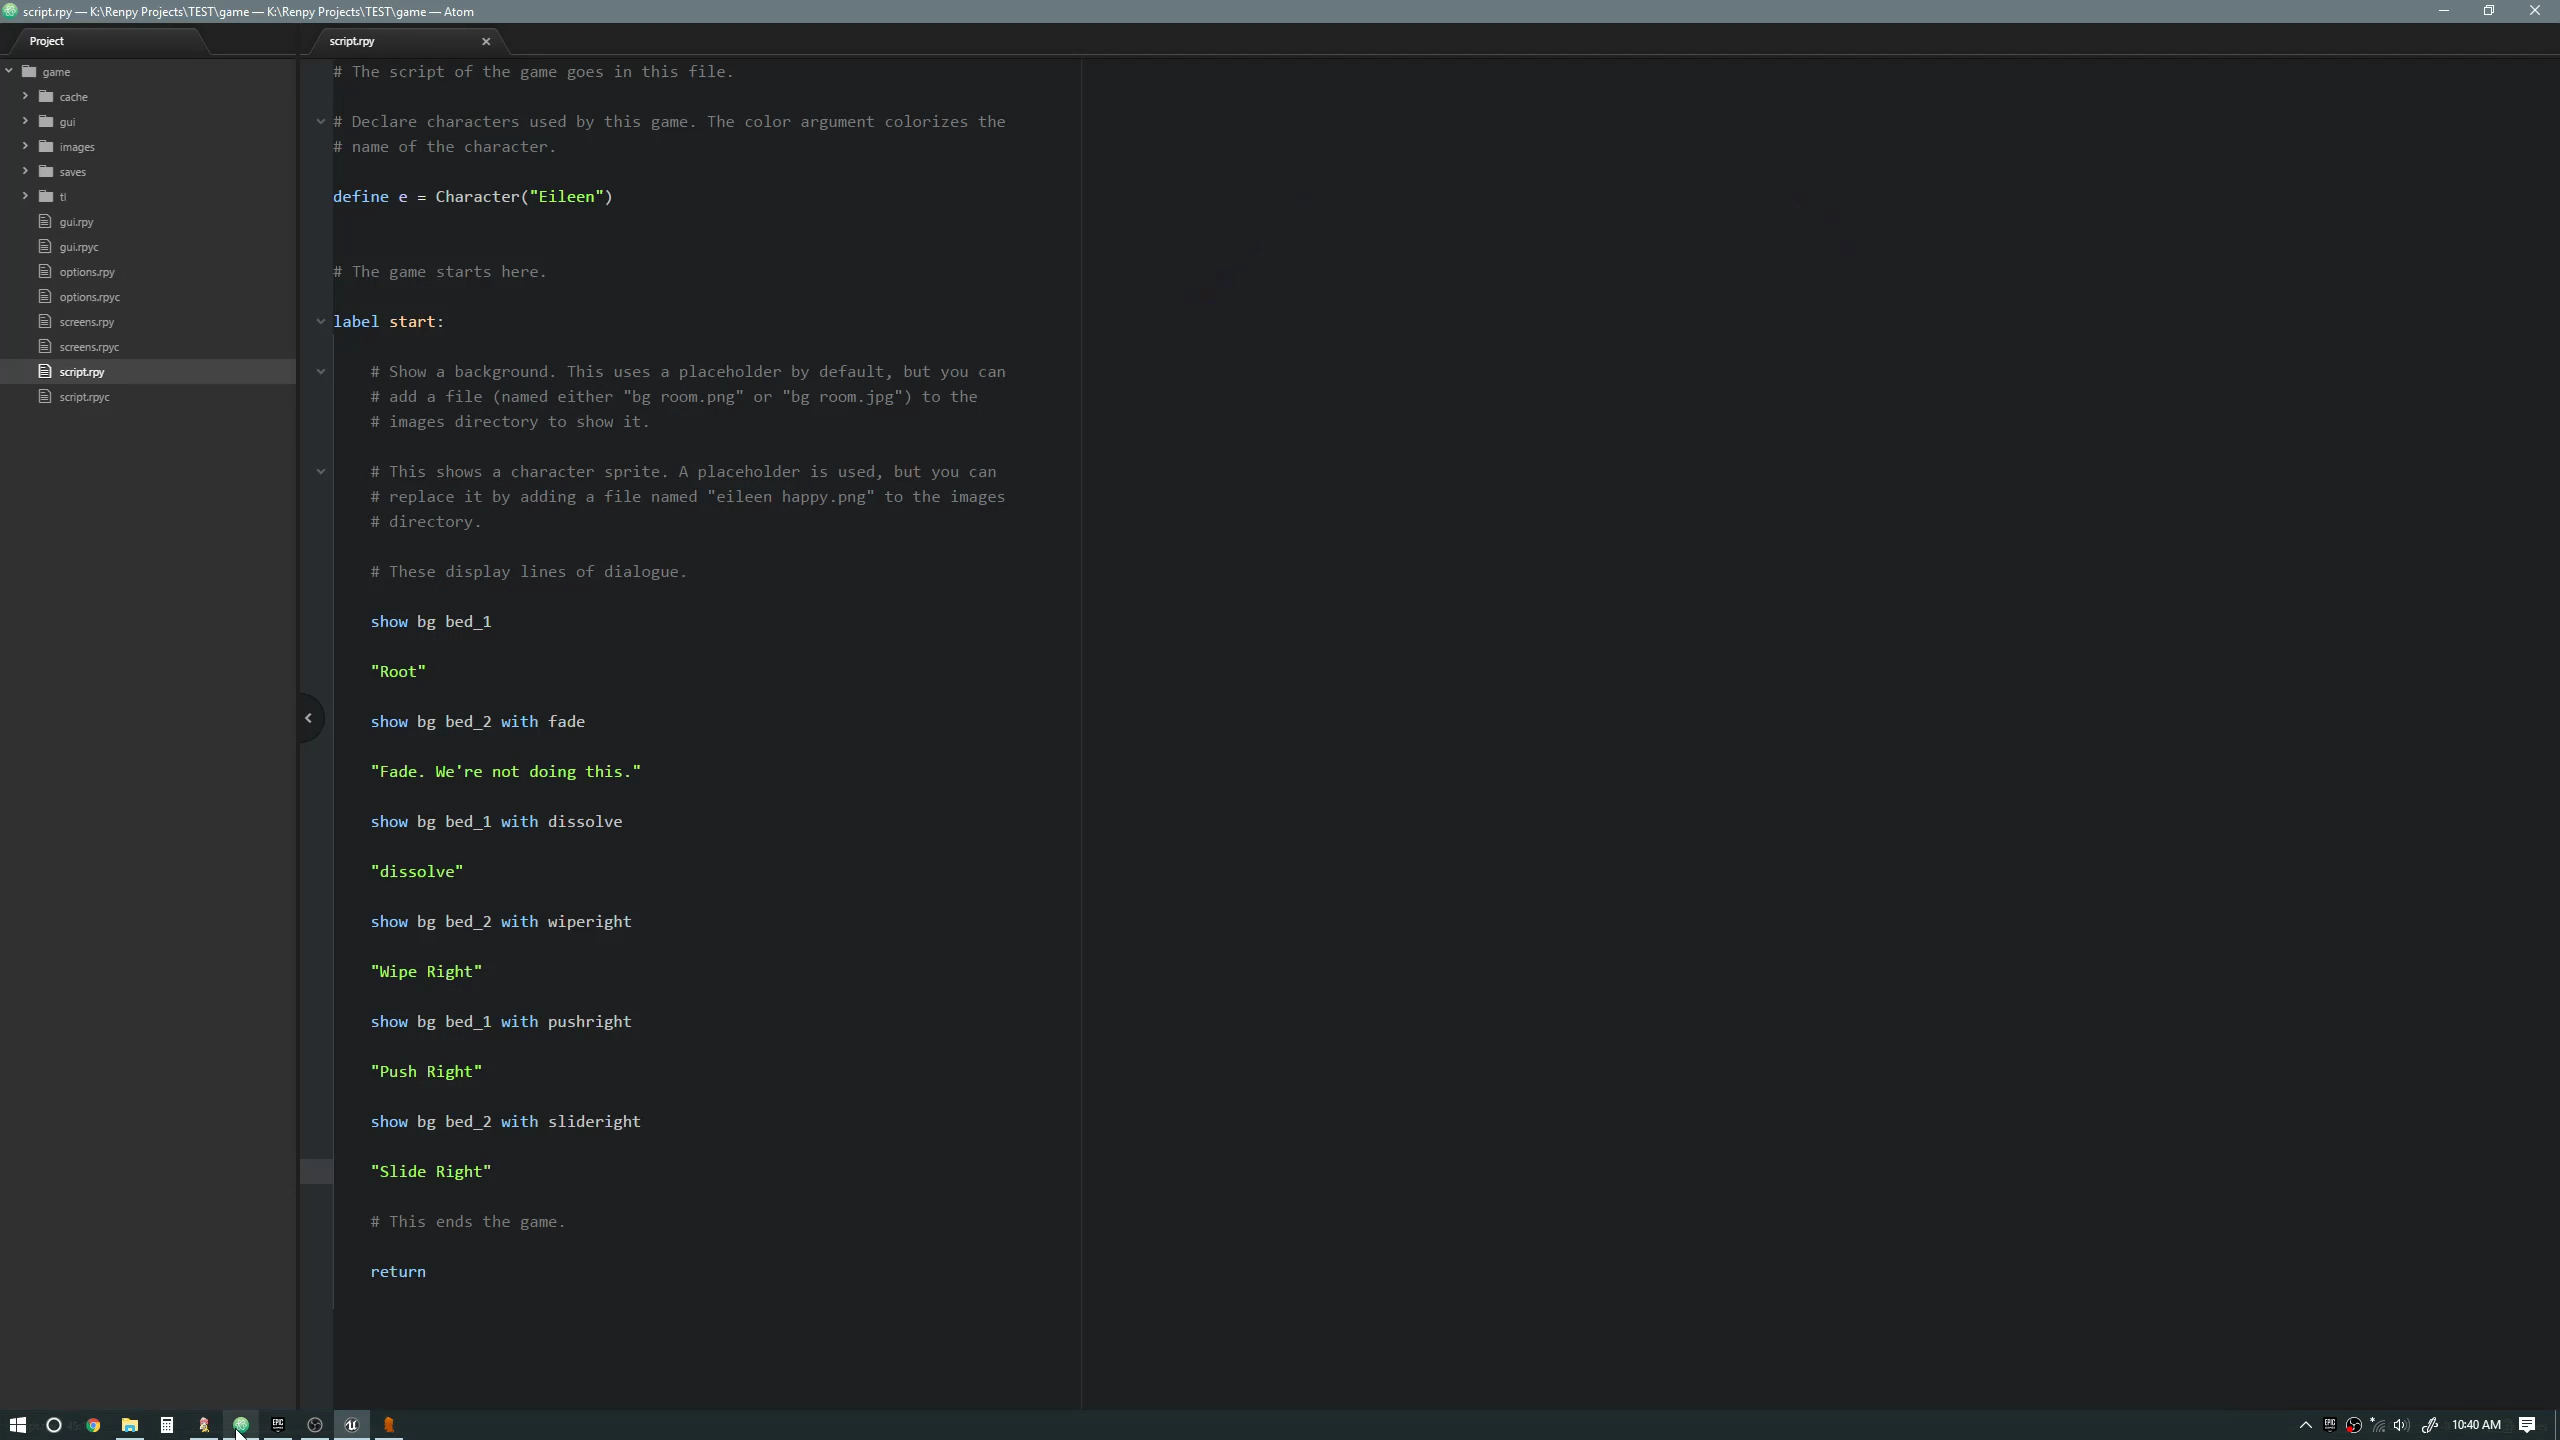 script.rpy — K:\Renpy Projects\TEST\game — K:\Renpy Projects\TEST\game — Atom
Project
script.rpy
game
cache
gui
images
saves
tl
gui.rpy
gui.rpyc
options.rpy
options.rpyc
screens.rpy
screens.rpyc
script.rpy
script.rpyc
# The script of the game goes in this file.
# Declare characters used by this game. The color argument colorizes the
# name of the character.
define e = Character("Eileen")
# The game starts here.
label start:
# Show a background. This uses a placeholder by default, but you can
# add a file (named either "bg room.png" or "bg room.jpg") to the
# images directory to show it.
# This shows a character sprite. A placeholder is used, but you can
# replace it by adding a file named "eileen happy.png" to the images
# directory.
# These display lines of dialogue.
show bg bed_1
"Root"
show bg bed_2 with fade
"Fade. We're not doing this."
show bg bed_1 with dissolve
"dissolve"
show bg bed_2 with wiperight
"Wipe Right"
show bg bed_1 with pushright
"Push Right"
show bg bed_2 with slideright
"Slide Right"
# This ends the game.
return
EPIC
EPIC
10:40 AM